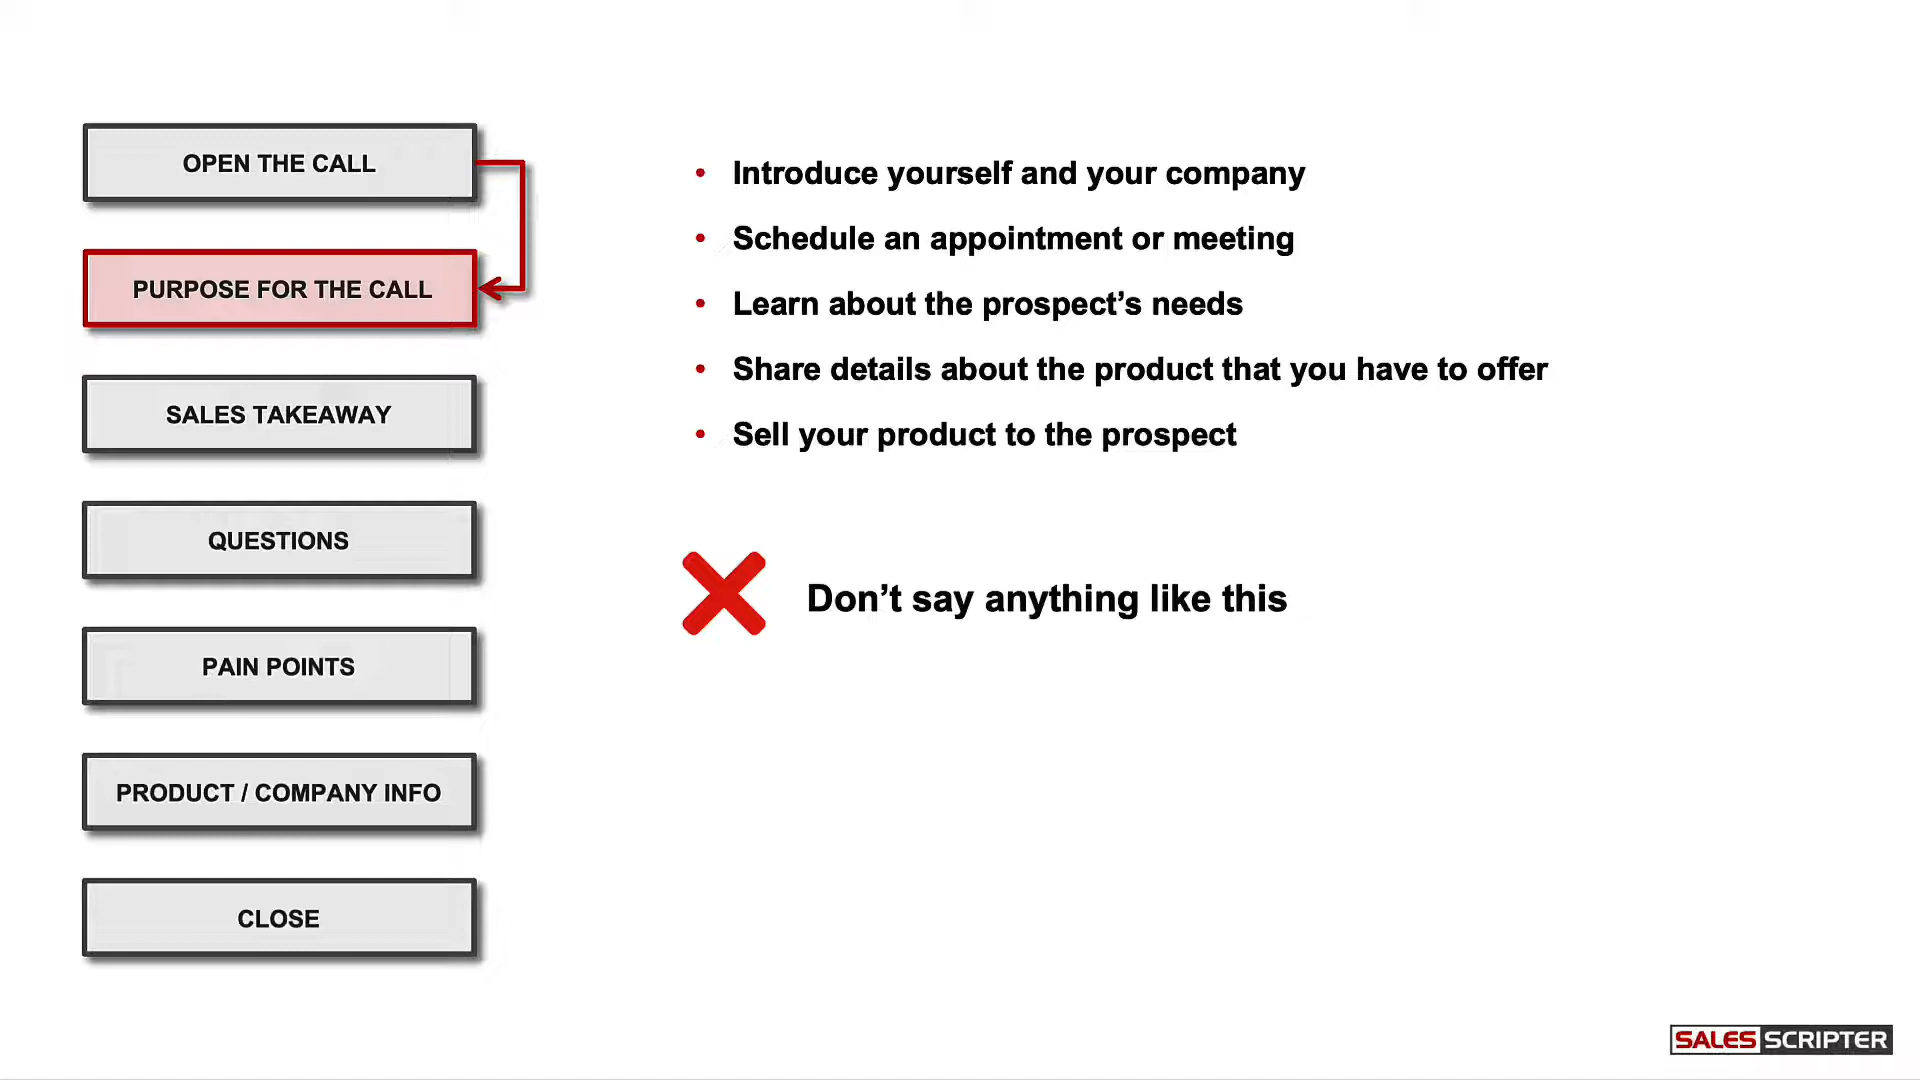 OPEN THE CALL
PURPOSE FOR THE CALL
SALES TAKEAWAY
QUESTIONS
PAIN POINTS
PRODUCT / COMPANY INFO
CLOSE
• Introduce yourself and your company
• Schedule an appointment or meeting
• Learn about the prospect’s needs
• Share details about the product that you have to offer
• Sell your product to the prospect
Don’t say anything like this
SALES SCRIPTER